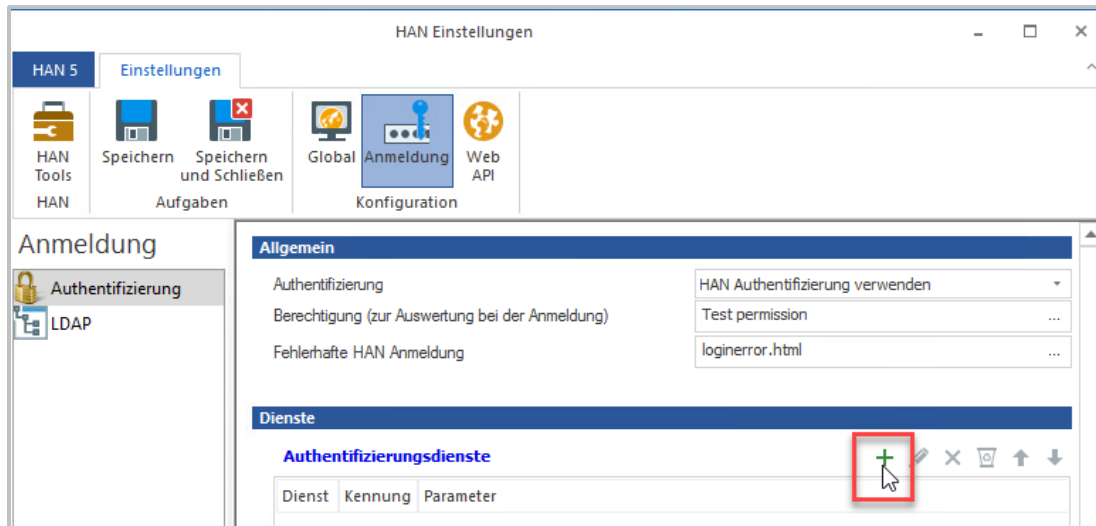 HAN Einstellungen
HAN 5
Einstellungen
HAN
Tools
Speichern
Speichern
und Schließen
Global
Anmeldung
Web
API
HAN
Aufgaben
Konfiguration
Anmeldung
Authentifizierung
LDAP
Allgemein
Authentifizierung
HAN Authentifizierung verwenden
Berechtigung (zur Auswertung bei der Anmeldung)
Test permission
...
Fehlerhafte HAN Anmeldung
loginerror.html
...
Dienste
Authentifizierungsdienste
Dienst Kennung Parameter